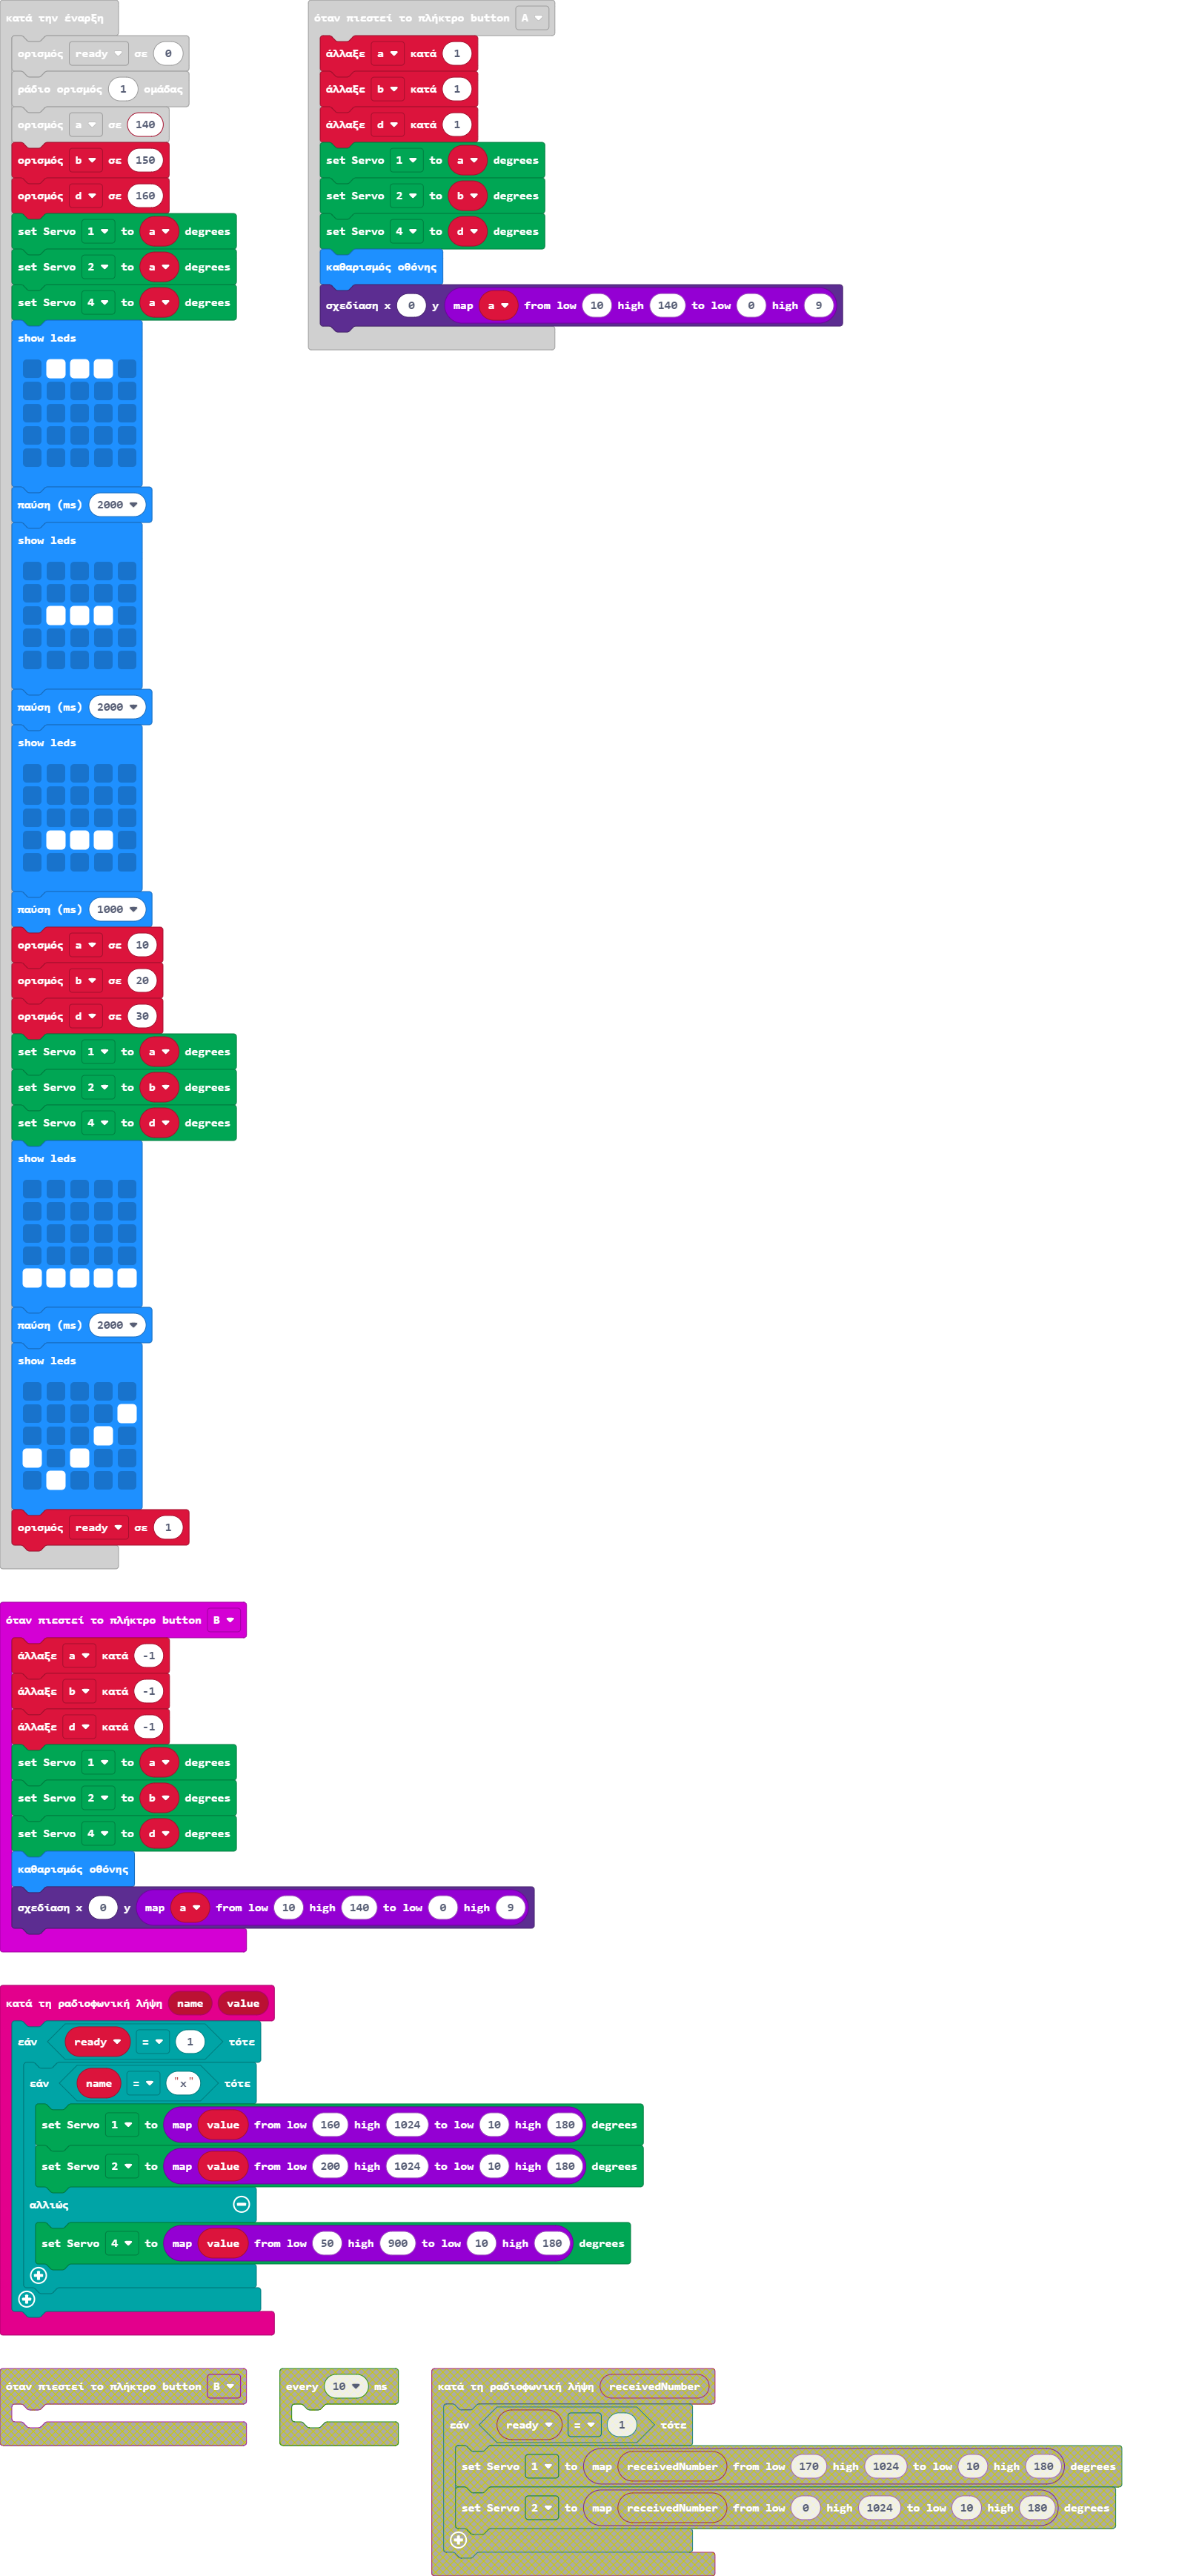 κατά την έναρξη
ορισμός ready σε 0
ράδιο ορισμός 1 ομάδας
ορισμός a σε 140
ορισμός b σε 150
ορισμός d σε 160
set Servo 1 to a degrees
set Servo 2 to a degrees
set Servo 4 to a degrees
show leds
παύση (ms) 2000
show leds
παύση (ms) 2000
show leds
παύση (ms) 1000
ορισμός a σε 10
ορισμός b σε 20
ορισμός d σε 30
set Servo 1 to a degrees
set Servo 2 to b degrees
set Servo 4 to d degrees
show leds
παύση (ms) 2000
show leds
ορισμός ready σε 1
όταν πιεστεί το πλήκτρο button A
άλλαξε a κατά 1
άλλαξε b κατά 1
άλλαξε d κατά 1
set Servo 1 to a degrees
set Servo 2 to b degrees
set Servo 4 to d degrees
καθαρισμός οθόνης
σχεδίαση x 0 y map a from low 10 high 140 to low 0 high 9
όταν πιεστεί το πλήκτρο button B
άλλαξε a κατά -1
άλλαξε b κατά -1
άλλαξε d κατά -1
set Servo 1 to a degrees
set Servo 2 to b degrees
set Servo 4 to d degrees
καθαρισμός οθόνης
σχεδίαση x 0 y map a from low 10 high 140 to low 0 high 9
κατά τη ραδιοφωνική λήψη name value
εάν ready = 1 τότε
εάν name = "x" τότε
set Servo 1 to map value from low 160 high 1024 to low 10 high 180 degrees
set Servo 2 to map value from low 200 high 1024 to low 10 high 180 degrees
αλλιώς
set Servo 4 to map value from low 50 high 900 to low 10 high 180 degrees
όταν πιεστεί το πλήκτρο button B
every 10 ms
κατά τη ραδιοφωνική λήψη receivedNumber
εάν ready = 1 τότε
set Servo 1 to map receivedNumber from low 170 high 1024 to low 10 high 180 degrees
set Servo 2 to map receivedNumber from low 0 high 1024 to low 10 high 180 degrees